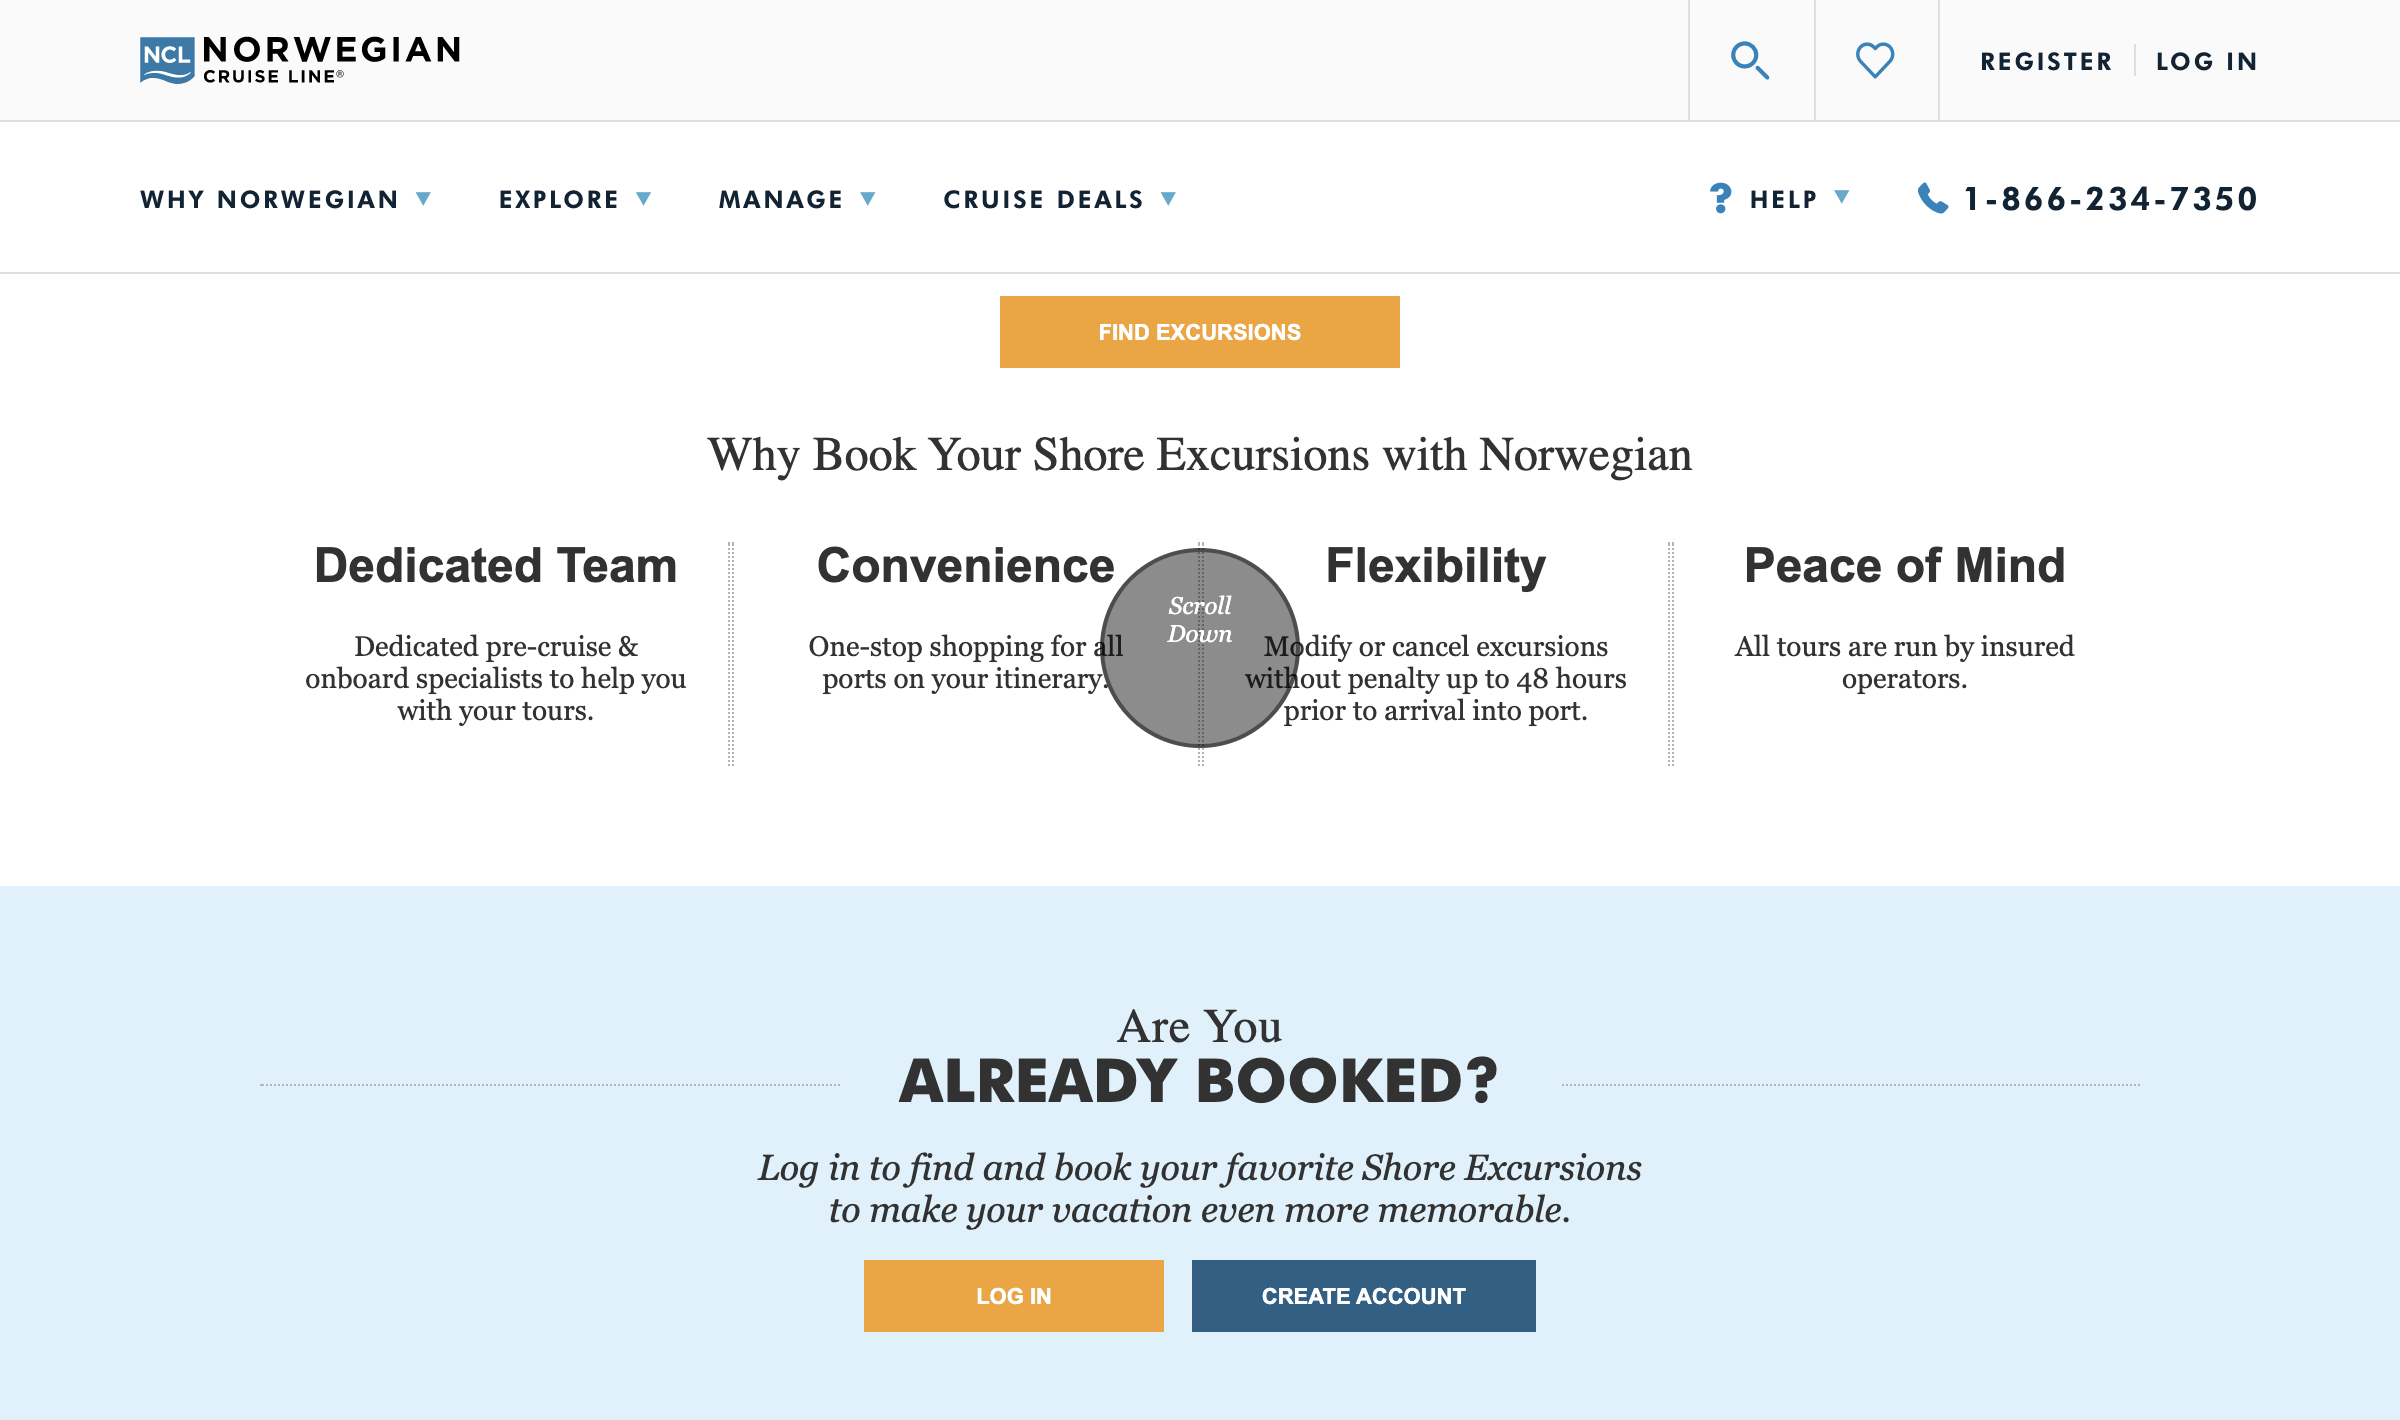 NCL NORWEGIAN
CRUISE LINE®
REGISTER LOG IN
WHY NORWEGIAN EXPLORE MANAGE CRUISE DEALS ? HELP 1-866-234-7350
FIND EXCURSIONS
Why Book Your Shore Excursions with Norwegian
Dedicated Team
Dedicated pre-cruise &
onboard specialists to help you
with your tours.
Convenience
One-stop shopping for all
ports on your itinerary.
Scroll
Down
Flexibility
Modify or cancel excursions
without penalty up to 48 hours
prior to arrival into port.
Peace of Mind
All tours are run by insured
operators.
Are You
ALREADY BOOKED?
Log in to find and book your favorite Shore Excursions
to make your vacation even more memorable.
LOG IN CREATE ACCOUNT